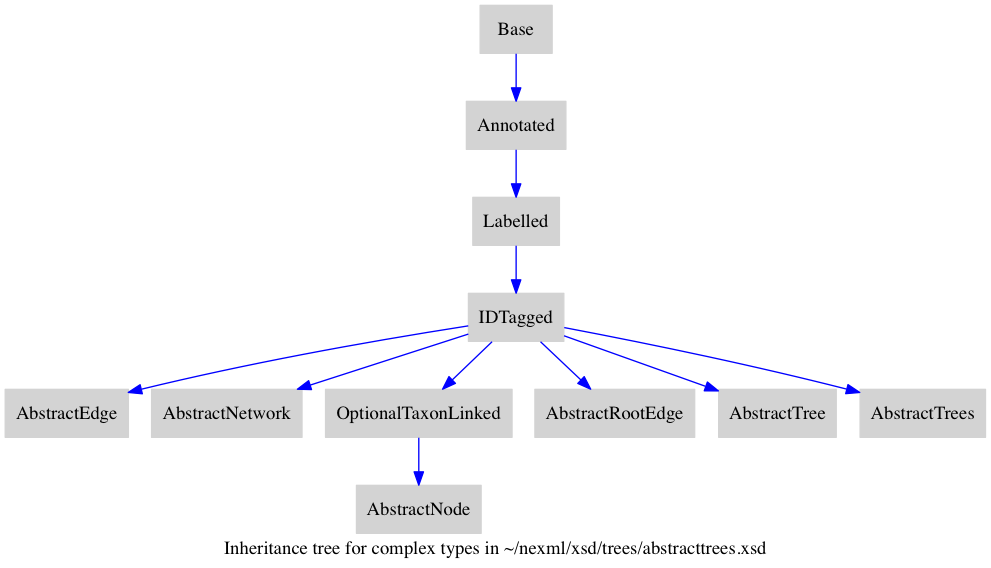 Base
Annotated
Labelled
IDTagged
AbstractEdge
AbstractNetwork
OptionalTaxonLinked
AbstractRootEdge
AbstractTree
AbstractTrees
AbstractNode
Inheritance tree for complex types in ~/nexml/xsd/trees/abstracttrees.xsd